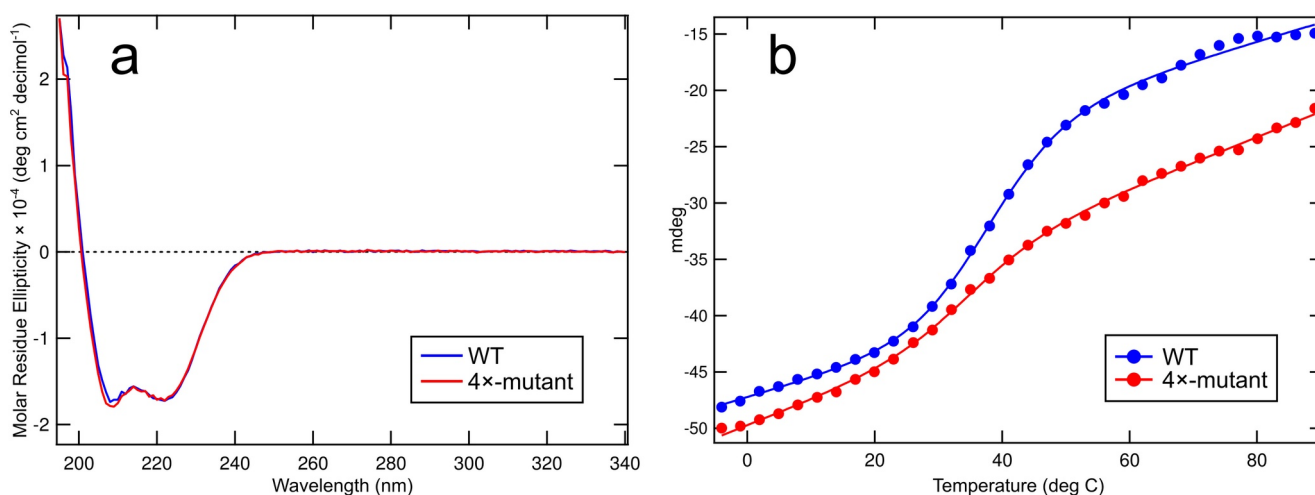 a
Molar Residue Ellipticity × 10⁻⁴ (deg cm² decimol⁻¹)
2
1
0
-1
-2
WT
4×-mutant
200
220
240
260
280
300
320
340
Wavelength (nm)
b
mdeg
-15
-20
-25
-30
-35
-40
-45
-50
WT
4×-mutant
0
20
40
60
80
Temperature (deg C)